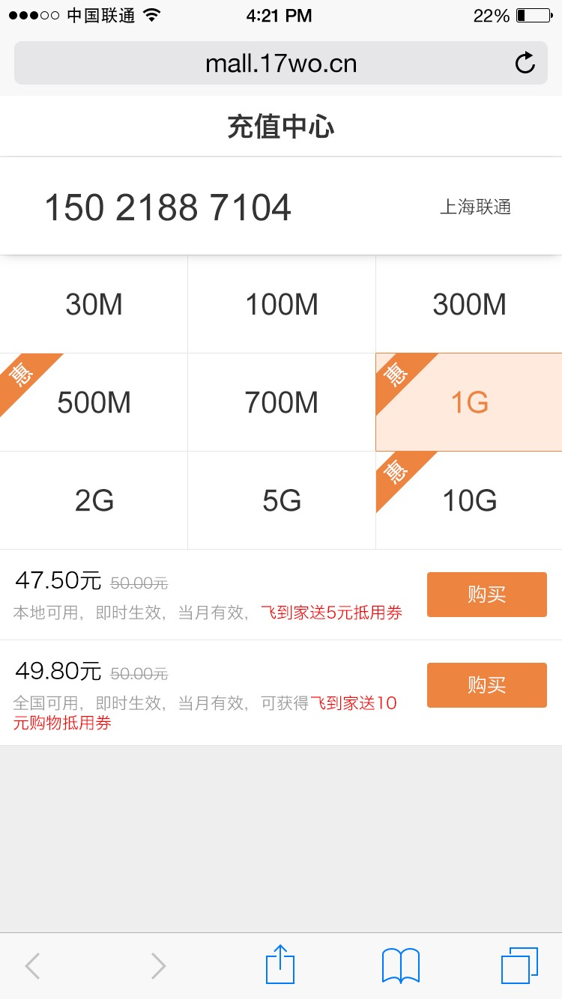 中国联通 4:21 PM 22%
mall.17wo.cn
充值中心
150 2188 7104 上海联通
30M 100M 300M
惠 500M 700M 惠 1G
2G 5G 惠 10G
47.50元 50.00元 购买
本地可用，即时生效，当月有效，飞到家送5元抵用券
49.80元 50.00元 购买
全国可用，即时生效，当月有效，可获得飞到家送10
元购物抵用券